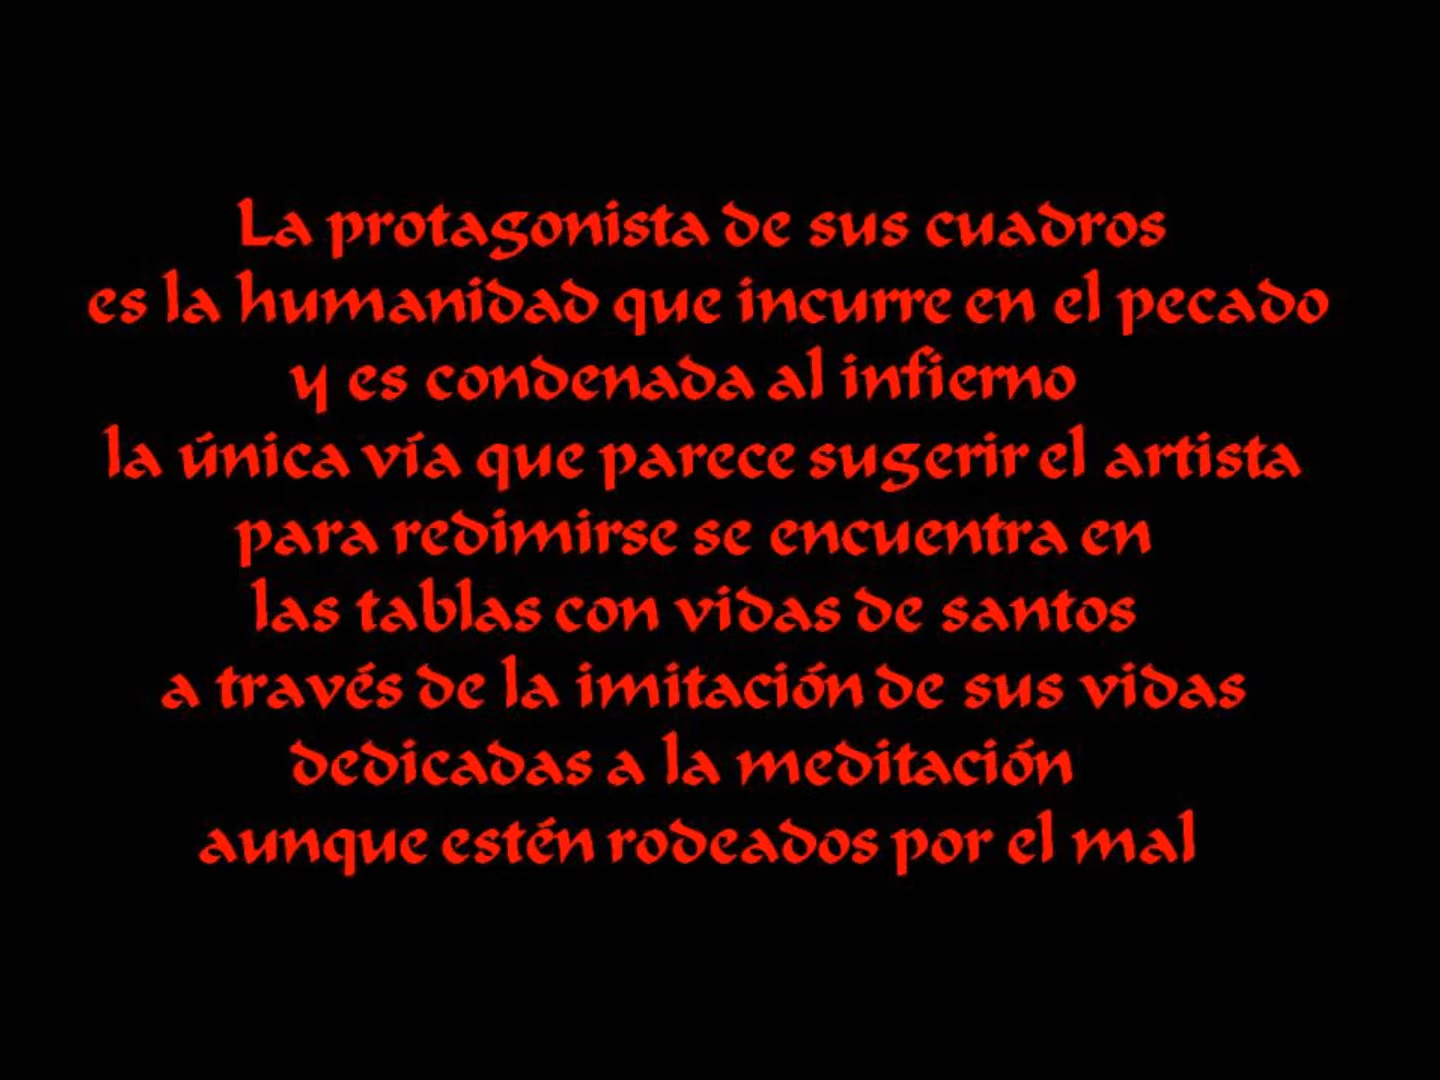 La protagonista de sus cuadros
es la humanidad que incurre en el pecado
y es condenada al infierno
la única vía que parece sugerir el artista
para redimirse se encuentra en
las tablas con vidas de santos
a través de la imitación de sus vidas
dedicadas a la meditación
aunque estén rodeados por el mal